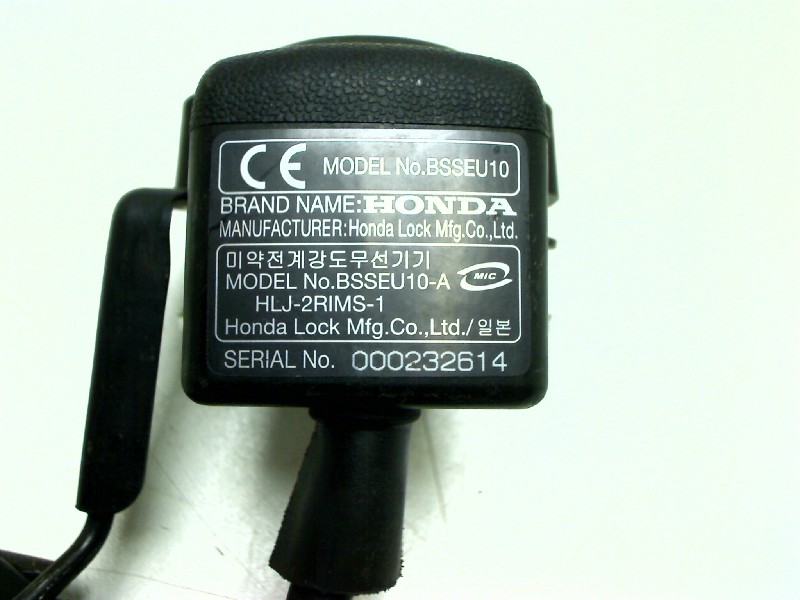 CE MODEL No.BSSEU10
BRAND NAME:HONDA
MANUFACTURER:Honda Lock Mfg.Co.,Ltd.
미약전계강도무선기기
MODEL No.BSSEU10-A MIC
HLJ-2RIMS-1
Honda Lock Mfg.Co.,Ltd./일본
SERIAL No. 000232614